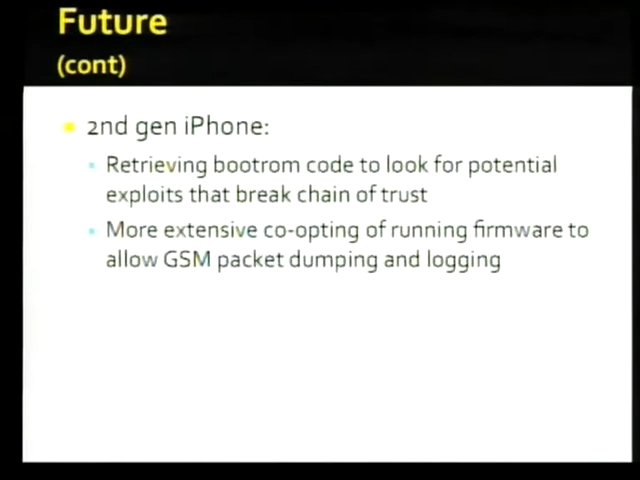 Future
(cont)
2nd gen iPhone:
Retrieving bootrom code to look for potential
exploits that break chain of trust
More extensive co-opting of running firmware to
allow GSM packet dumping and logging